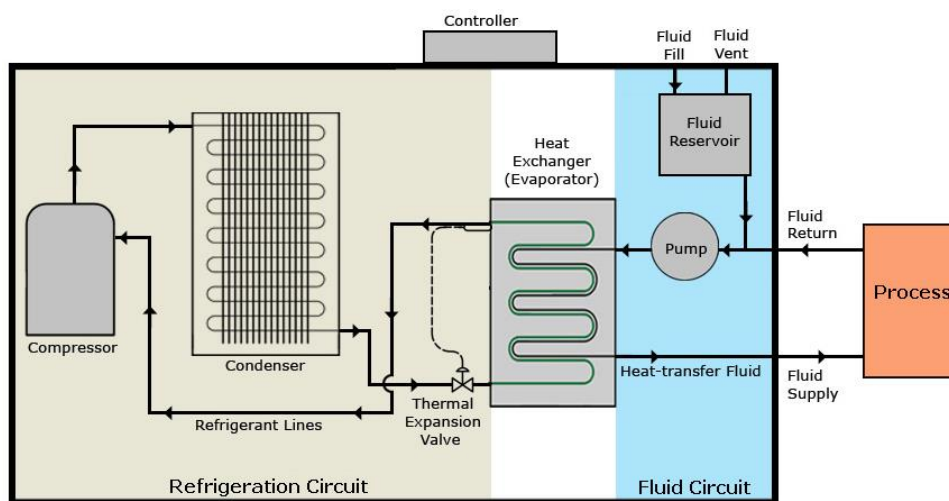 Controller
Fluid
Fill
Fluid
Vent
Fluid
Reservoir
Heat
Exchanger
(Evaporator)
Fluid
Return
Pump
Process
Compressor
Condenser
Heat-transfer Fluid
Fluid
Supply
Thermal
Expansion
Valve
Refrigerant Lines
Refrigeration Circuit
Fluid Circuit